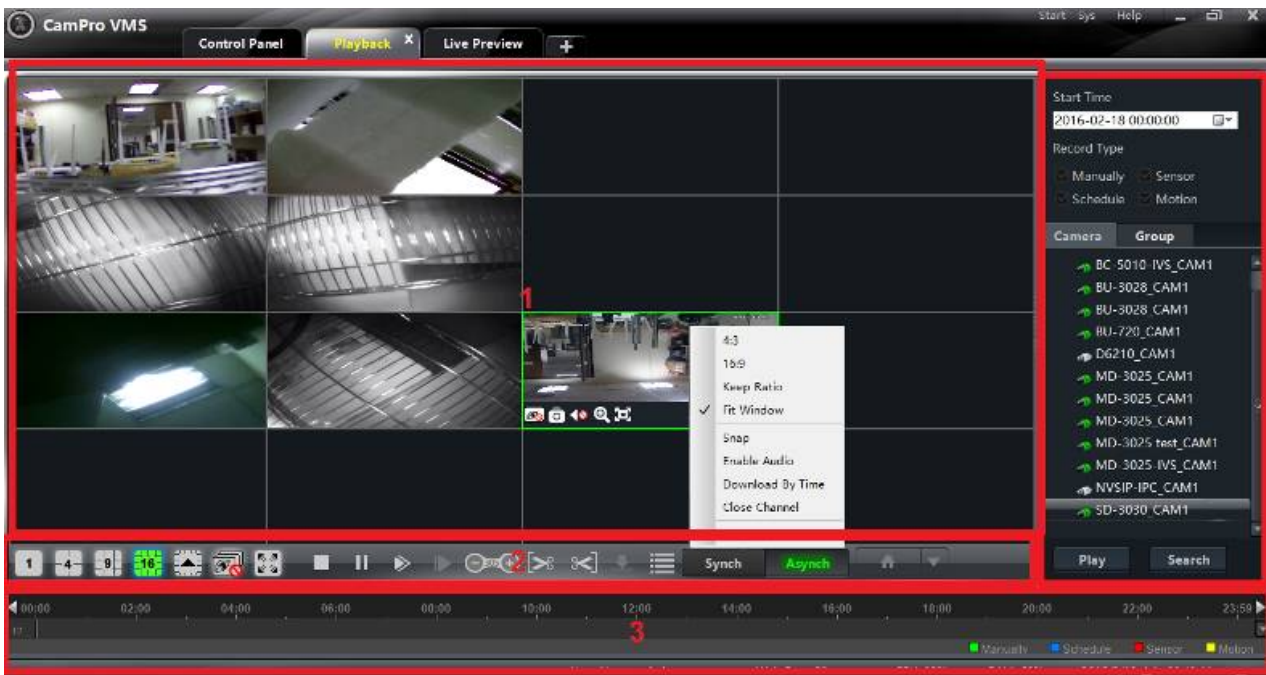 CamPro VMS
Start Sys Help
Control Panel
Playback X
Live Preview
Start Time
2016-02-18 00:00:00
Record Type
Manually Sensor
Schedule Motion
Camera Group
BC-5010-IVS_CAM1
BU-3028_CAM1
BU-3028_CAM1
BU-720_CAM1
D6210_CAM1
MD-3025_CAM1
MD-3025_CAM1
MD-3025_CAM1
MD-3025 test_CAM1
MD-3025-IVS_CAM1
NVSIP-IPC_CAM1
SD-3030_CAM1
Play Search
1
4:3
16:9
Keep Ratio
Fit Window
Snap
Enable Audio
Download By Time
Close Channel
1 4 9 16
2
Synch Asynch
00:00 02:00 04:00 06:00 08:00 10:00 12:00 14:00 16:00 18:00 20:00 22:00 23:59
3
Manually Schedule Sensor Motion